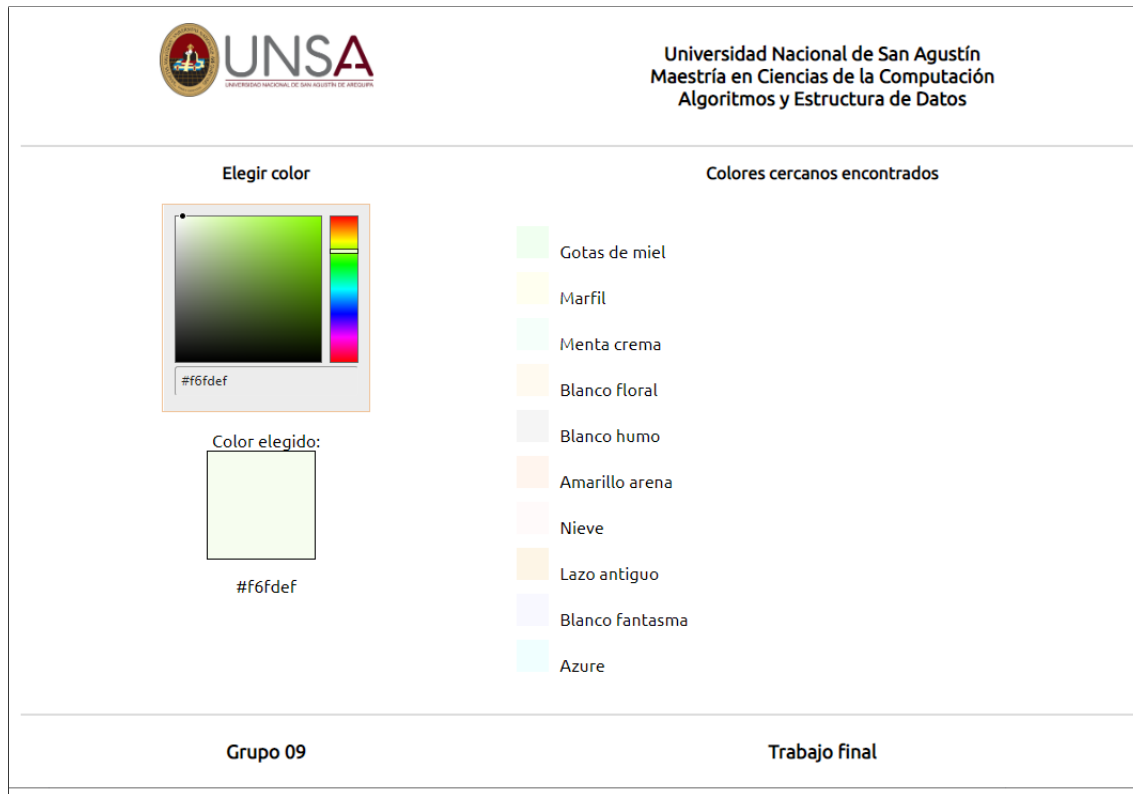 UNSA
UNIVERSIDAD NACIONAL DE SAN AGUSTÍN DE AREQUIPA
Universidad Nacional de San Agustín
Maestría en Ciencias de la Computación
Algoritmos y Estructura de Datos
Elegir color
#f6fdef
Color elegido:
#f6fdef
Colores cercanos encontrados
Gotas de miel
Marfil
Menta crema
Blanco floral
Blanco humo
Amarillo arena
Nieve
Lazo antiguo
Blanco fantasma
Azure
Grupo 09
Trabajo final